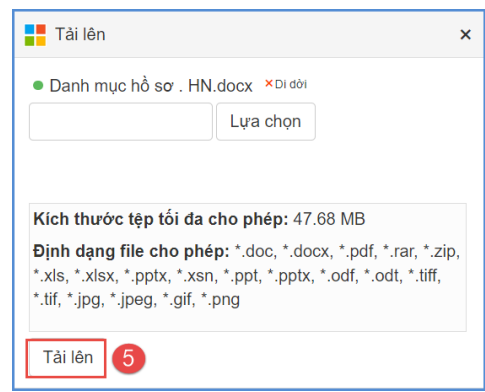 Tải lên ×
Danh mục hồ sơ . HN.docx ×Di dời
Lựa chọn
Kích thước tệp tối đa cho phép: 47.68 MB
Định dạng file cho phép: *.doc, *.docx, *.pdf, *.rar, *.zip,
*.xls, *.xlsx, *.pptx, *.xsn, *.ppt, *.pptx, *.odf, *.odt, *.tiff,
*.tif, *.jpg, *.jpeg, *.gif, *.png
Tải lên 5